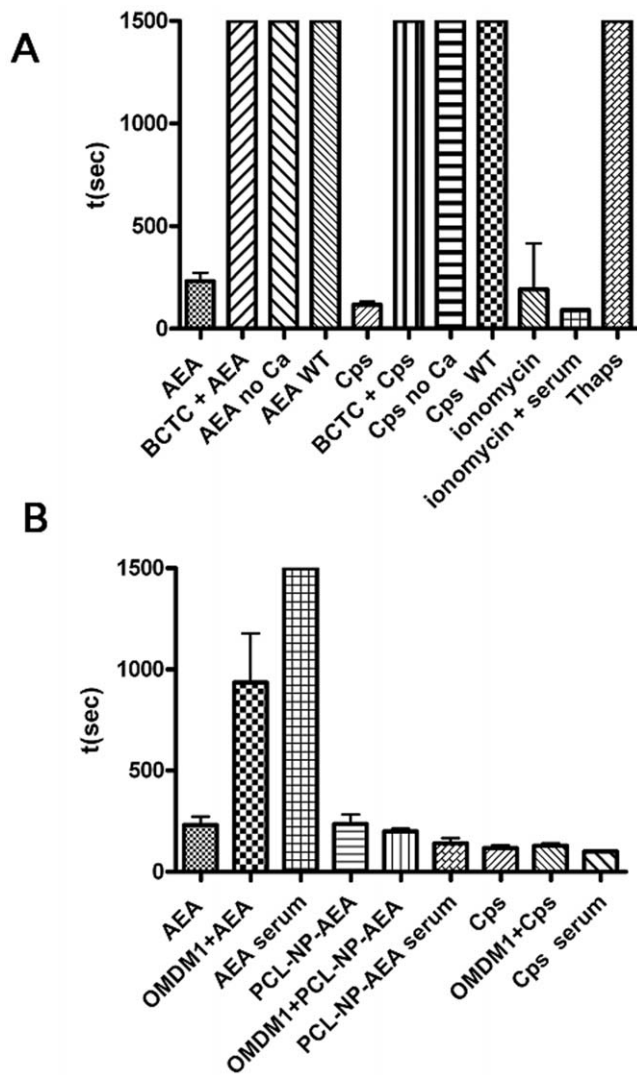 A
t(sec)
1500
1000
500
0
AEA
BCTC + AEA
AEA no Ca
AEA WT
Cps
BCTC + Cps
Cps no Ca
Cps WT
ionomycin
ionomycin + serum
Thaps
B
t(sec)
1500
1000
500
0
AEA
OMDM1+AEA
AEA serum
PCL-NP-AEA
OMDM1+PCL-NP-AEA
PCL-NP-AEA serum
Cps
OMDM1+Cps
Cps serum